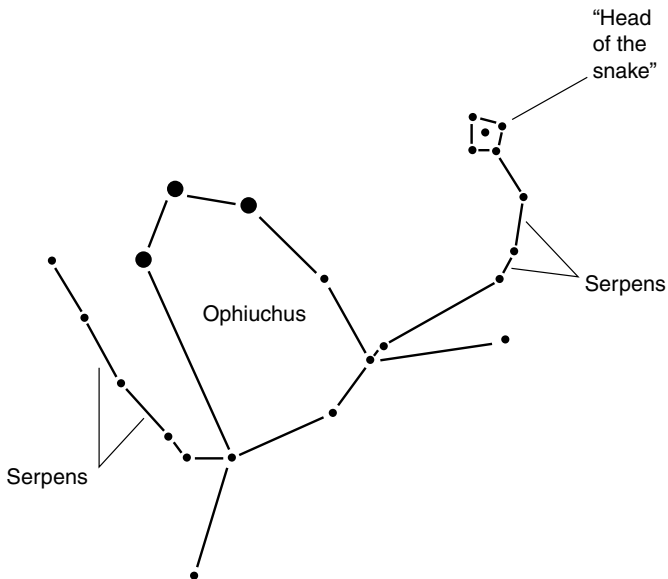 “Head
of the
snake”
Serpens
Ophiuchus
Serpens